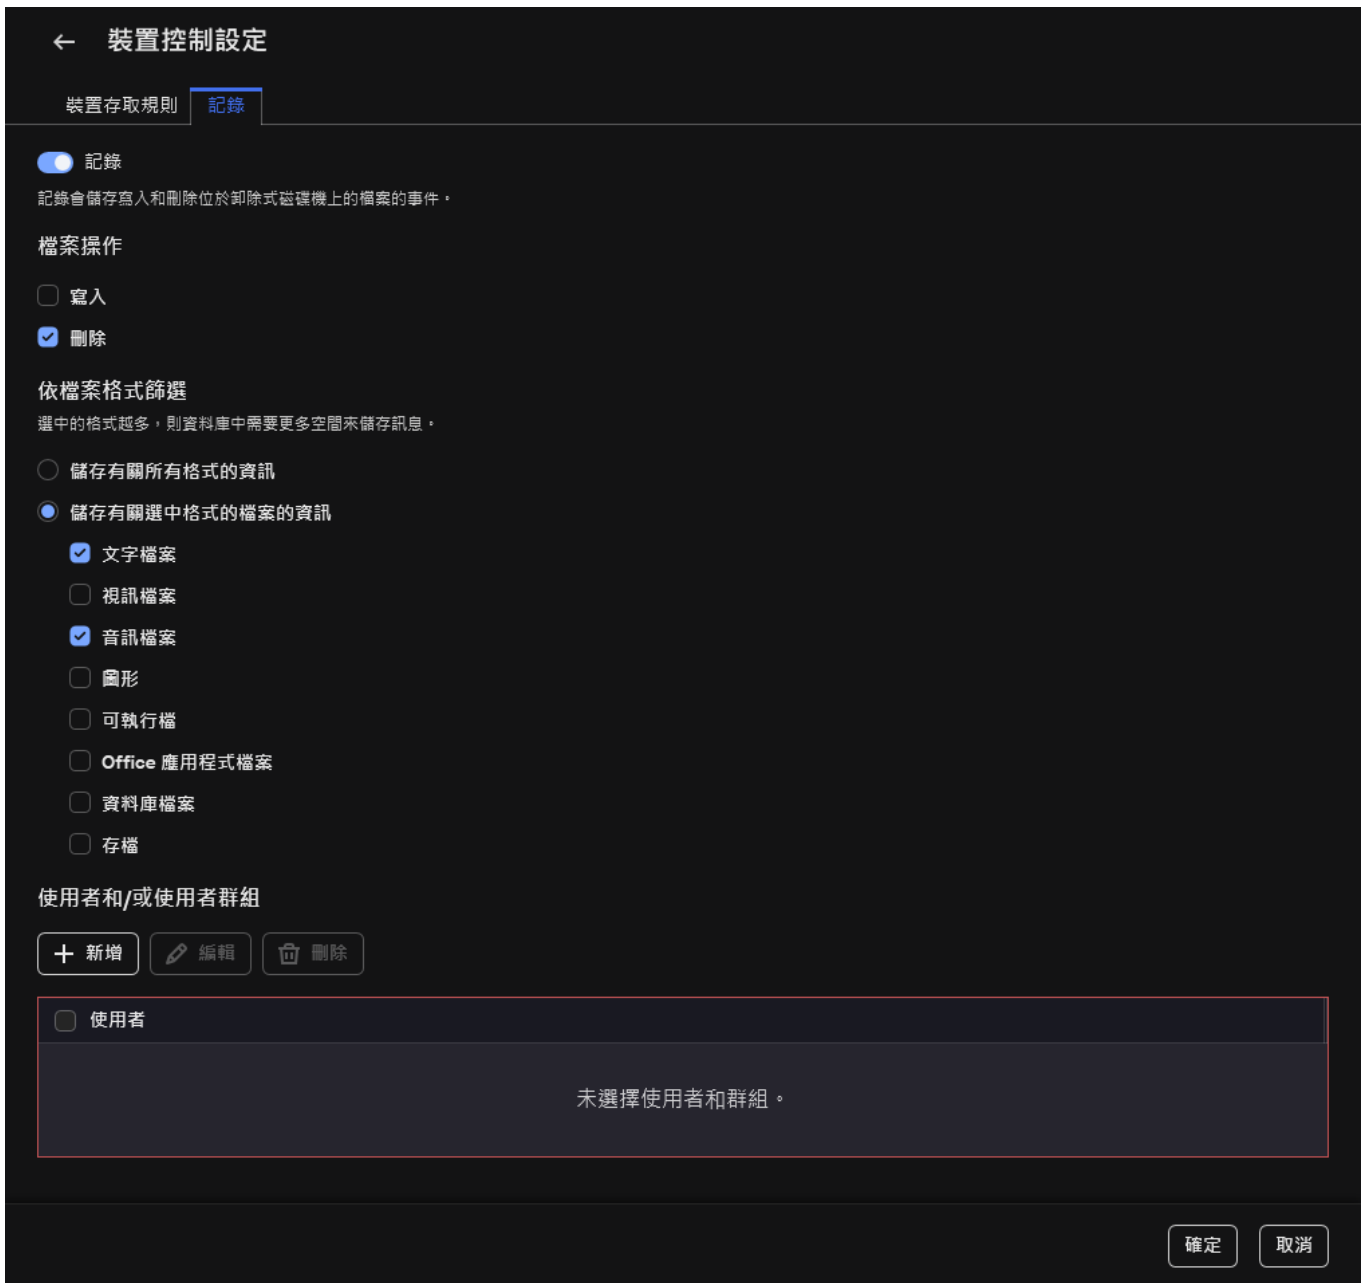 裝置控制設定
裝置存取規則 記錄
記錄
記錄會儲存寫入和刪除位於卸除式磁碟機上的檔案的事件。
檔案操作
寫入
刪除
依檔案格式篩選
選中的格式越多，則資料庫中需要更多空間來儲存訊息。
儲存有關所有格式的資訊
儲存有關選中格式的檔案的資訊
文字檔案
視訊檔案
音訊檔案
圖形
可執行檔
Office 應用程式檔案
資料庫檔案
存檔
使用者和/或使用者群組
新增 編輯 刪除
使用者
未選擇使用者和群組。
確定 取消